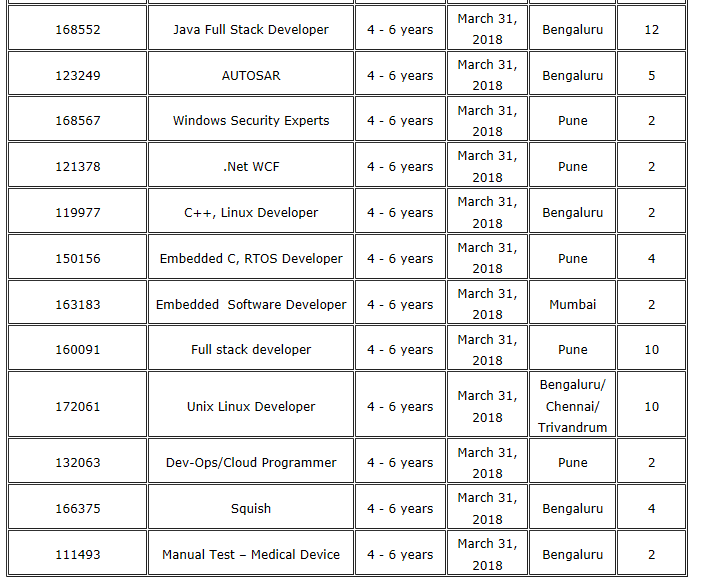 168552 Java Full Stack Developer 4 - 6 years March 31, 2018 Bengaluru 12
123249 AUTOSAR 4 - 6 years March 31, 2018 Bengaluru 5
168567 Windows Security Experts 4 - 6 years March 31, 2018 Pune 2
121378 .Net WCF 4 - 6 years March 31, 2018 Pune 2
119977 C++, Linux Developer 4 - 6 years March 31, 2018 Bengaluru 2
150156 Embedded C, RTOS Developer 4 - 6 years March 31, 2018 Pune 4
163183 Embedded  Software Developer 4 - 6 years March 31, 2018 Mumbai 2
160091 Full stack developer 4 - 6 years March 31, 2018 Pune 10
172061 Unix Linux Developer 4 - 6 years March 31, 2018 Bengaluru/ Chennai/ Trivandrum 10
132063 Dev-Ops/Cloud Programmer 4 - 6 years March 31, 2018 Pune 2
166375 Squish 4 - 6 years March 31, 2018 Bengaluru 4
111493 Manual Test – Medical Device 4 - 6 years March 31, 2018 Bengaluru 2